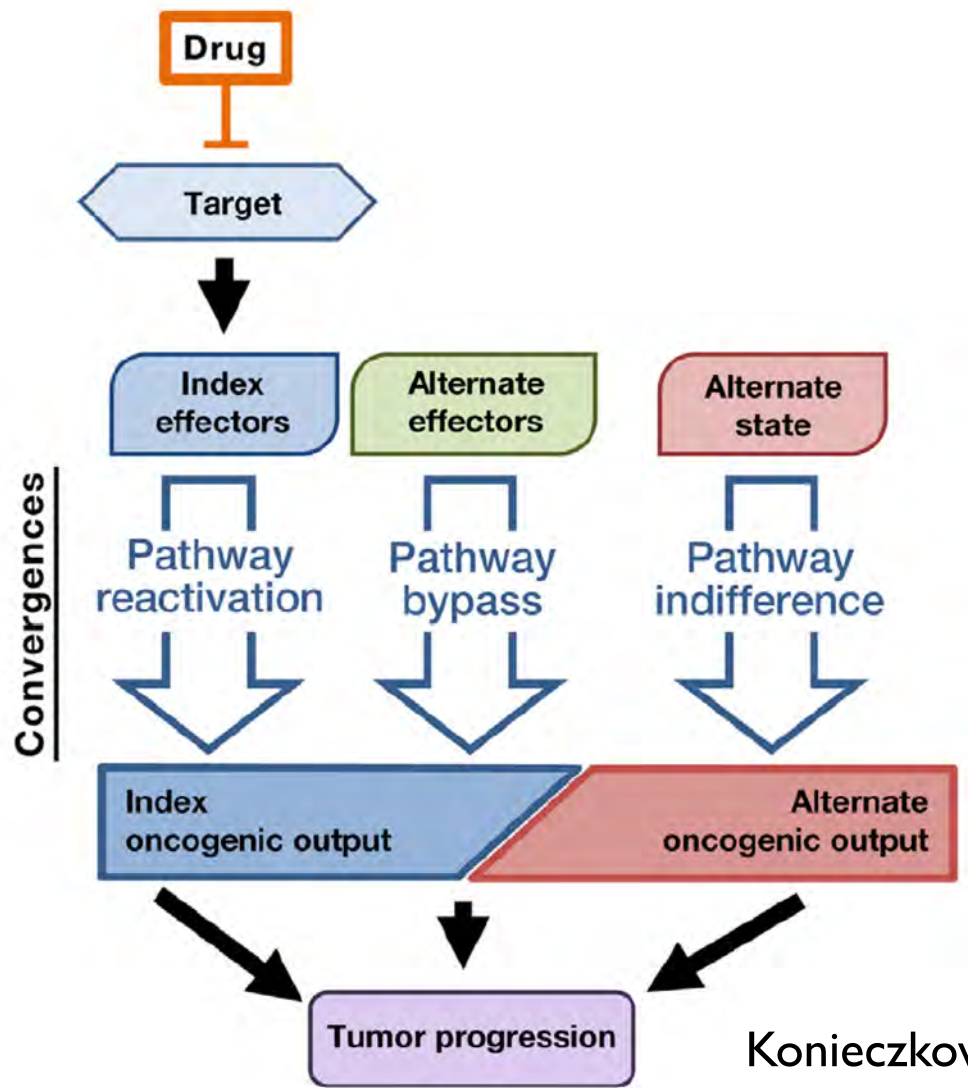 Drug
Target
Index
effectors
Alternate
effectors
Alternate
state
Convergences
Pathway
reactivation
Pathway
bypass
Pathway
indifference
Index
oncogenic output
Alternate
oncogenic output
Tumor progression